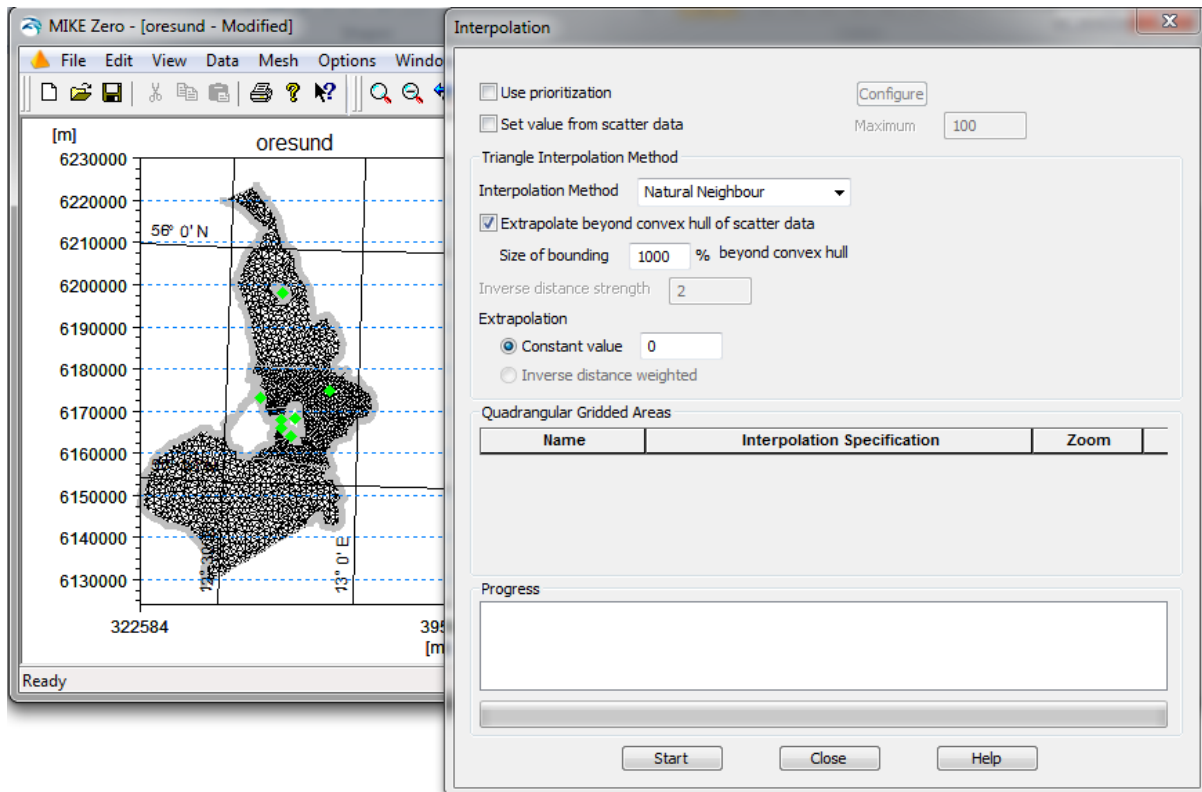 MIKE Zero - [oresund - Modified]
File Edit View Data Mesh Options Windo
[m]
oresund
6230000
6220000
56° 0' N
6210000
6200000
6190000
6180000
6170000
6160000
6150000
6140000
13° 0' E
6130000
322584
395
[m
Ready
Interpolation
Use prioritization
Configure
Set value from scatter data
Maximum 100
Triangle Interpolation Method
Interpolation Method Natural Neighbour
Extrapolate beyond convex hull of scatter data
Size of bounding 1000 % beyond convex hull
Inverse distance strength 2
Extrapolation
Constant value 0
Inverse distance weighted
Quadrangular Gridded Areas
Name Interpolation Specification Zoom
Progress
Start Close Help